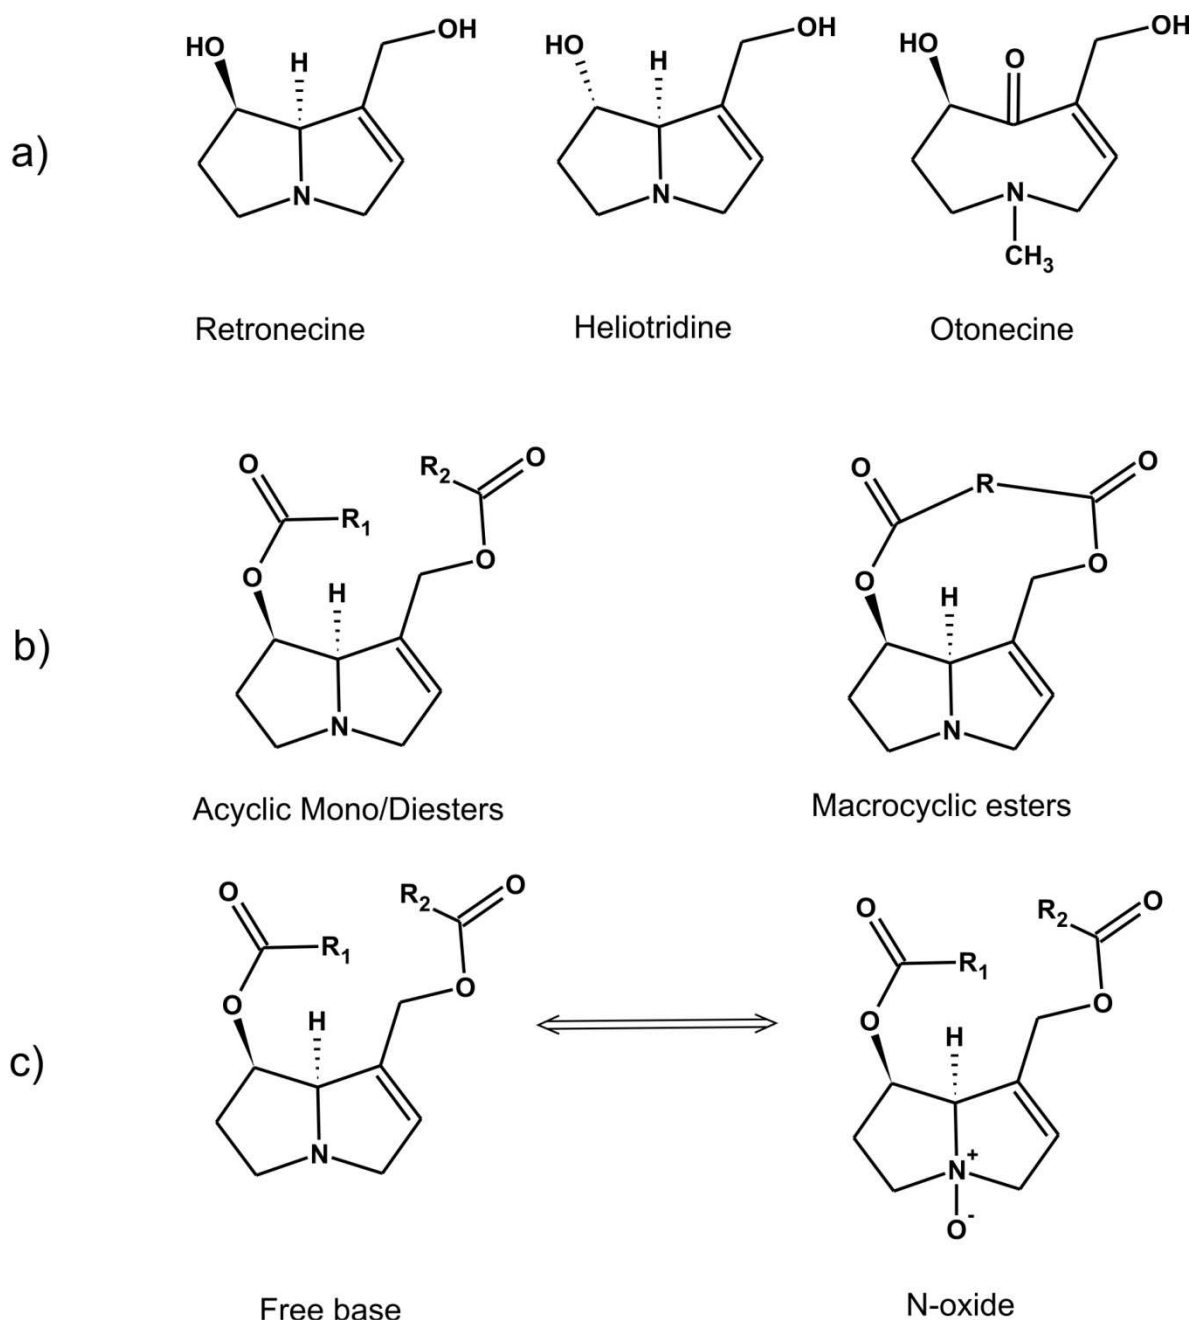 a)
HO H OH
N
Retronecine
HO H OH
N
Heliotridine
HO O OH
N
CH3
Otonecine
b)
O R2 O
R1
O H O
N
Acyclic Mono/Diesters
O R O
O H O
N
Macrocyclic esters
c)
O R2 O
R1
O H O
N
Free base
O R2 O
R1
O H O
N+
O-
N-oxide